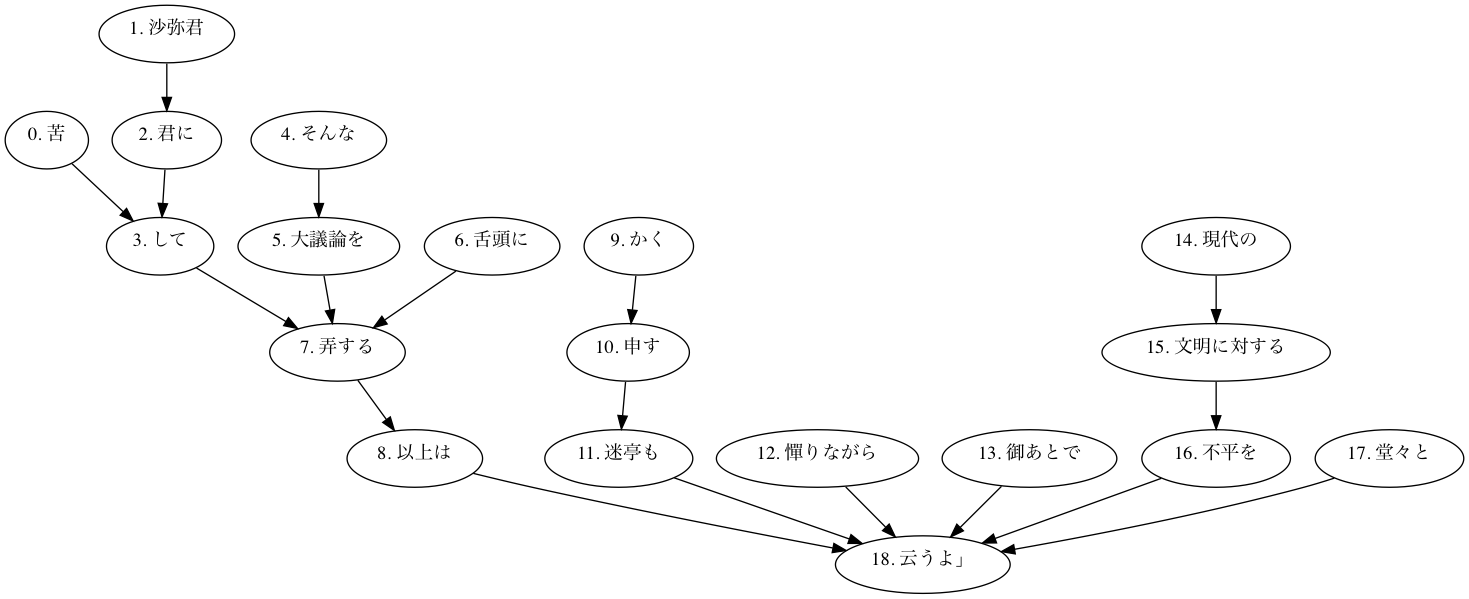 0. 苦
1. 沙弥君
2. 君に
3. して
4. そんな
5. 大議論を
6. 舌頭に
7. 弄する
8. 以上は
9. かく
10. 申す
11. 迷亭も
12. 憚りながら
13. 御あとで
14. 現代の
15. 文明に対する
16. 不平を
17. 堂々と
18. 云うよ」